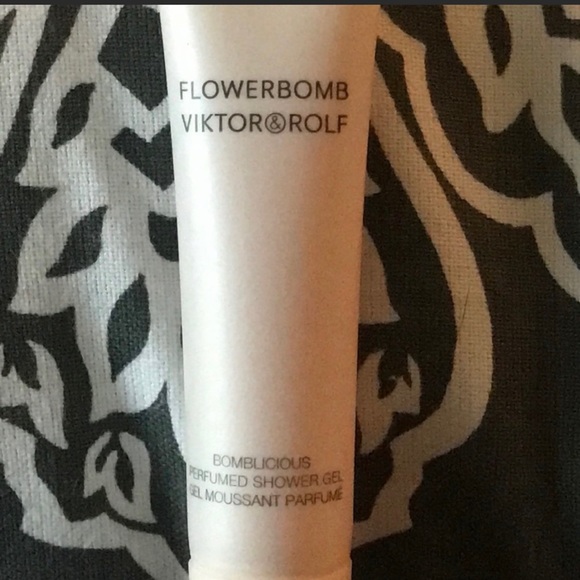 FLOWERBOMB
VIKTOR&ROLF
BOMBLICIOUS
PERFUMED SHOWER GEL
GEL MOUSSANT PARFUMÉ